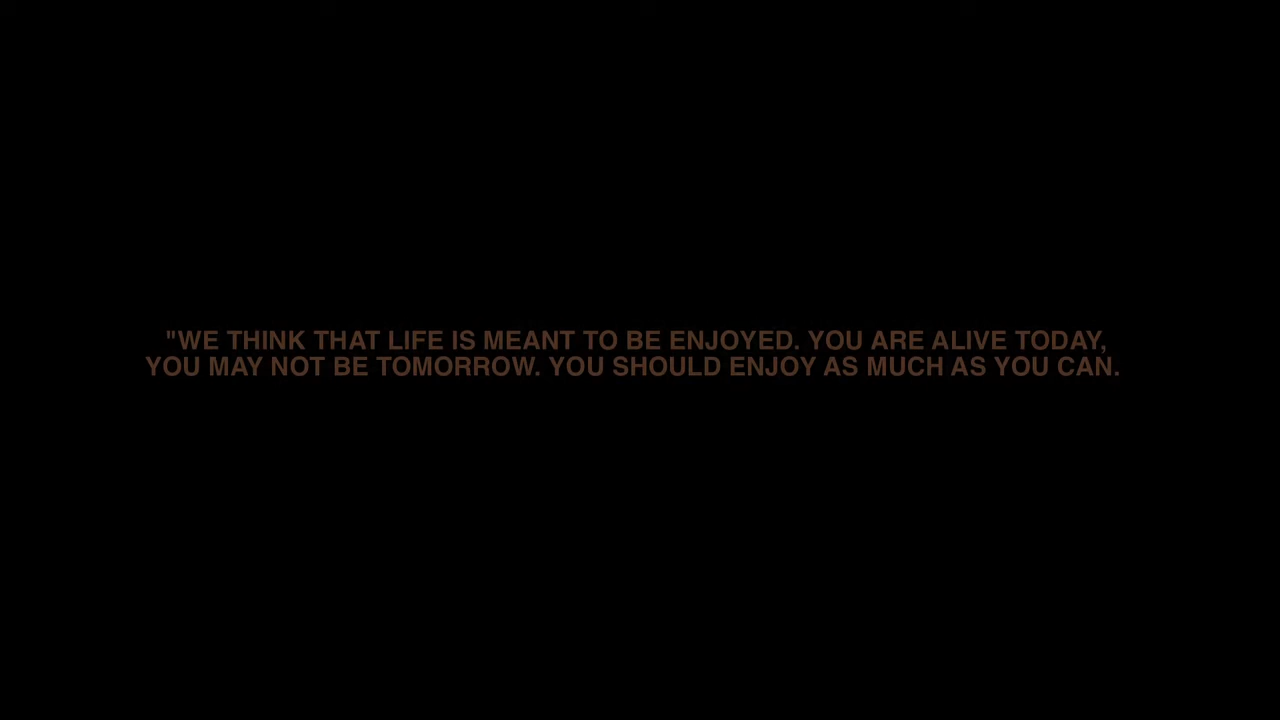 "WE THINK THAT LIFE IS MEANT TO BE ENJOYED. YOU ARE ALIVE TODAY,
YOU MAY NOT BE TOMORROW. YOU SHOULD ENJOY AS MUCH AS YOU CAN.